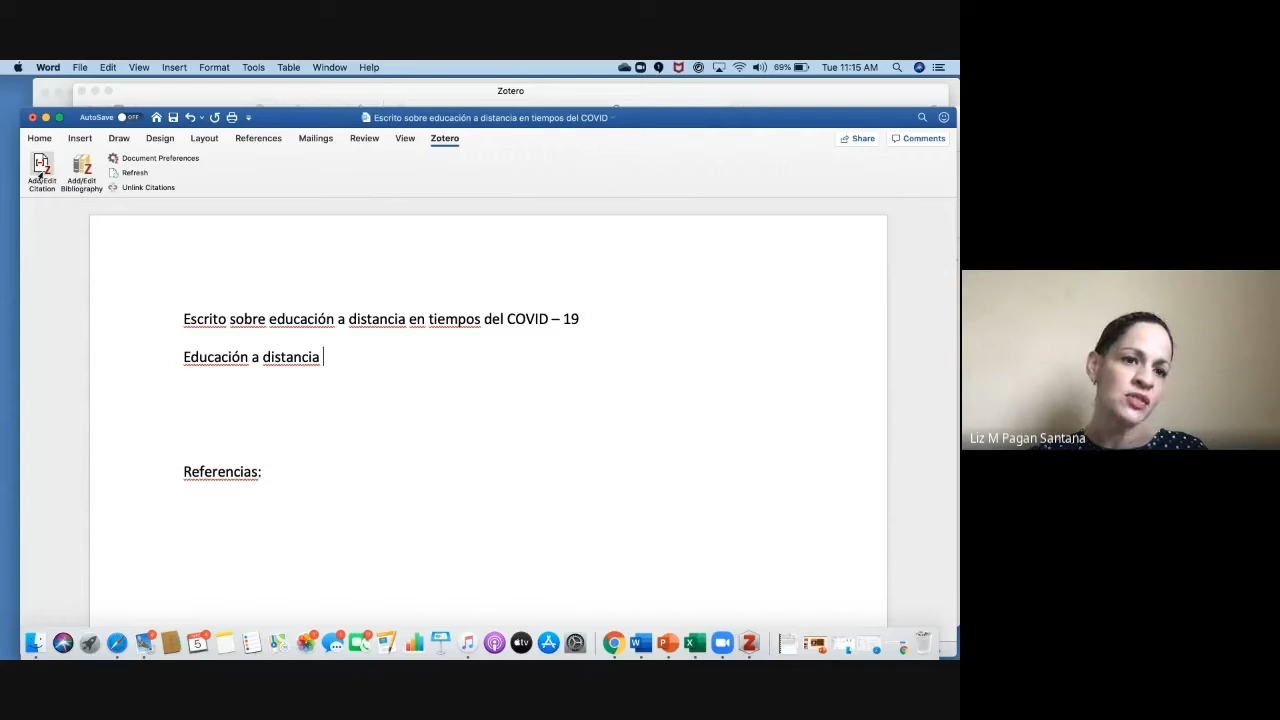 Word File Edit View Insert Format Tools Table Window Help 69% Tue 11:15 AM
Zotero
AutoSave OFF Escrito sobre educación a distancia en tiempos del COVID
Home Insert Draw Design Layout References Mailings Review View Zotero Share Comments
Add/Edit Citation
Add/Edit Bibliography
Document Preferences
Refresh
Unlink Citations
Escrito sobre educación a distancia en tiempos del COVID – 19
Educación a distancia
Referencias:
Liz M Pagan Santana